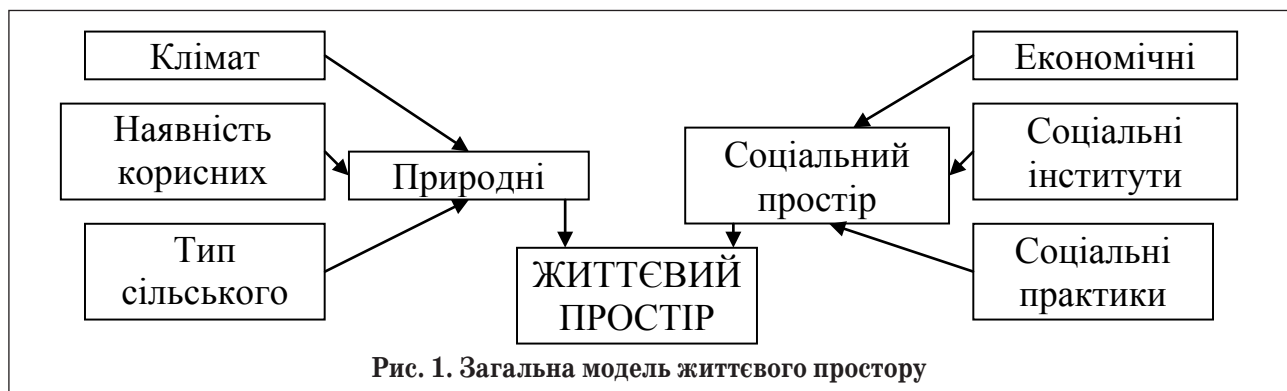 Клімат
Наявність
корисних
Тип
сільського
Природні
ЖИТТЄВИЙ
ПРОСТІР
Соціальний
простір
Економічні
Соціальні
інститути
Соціальні
практики
Рис. 1. Загальна модель життєвого простору